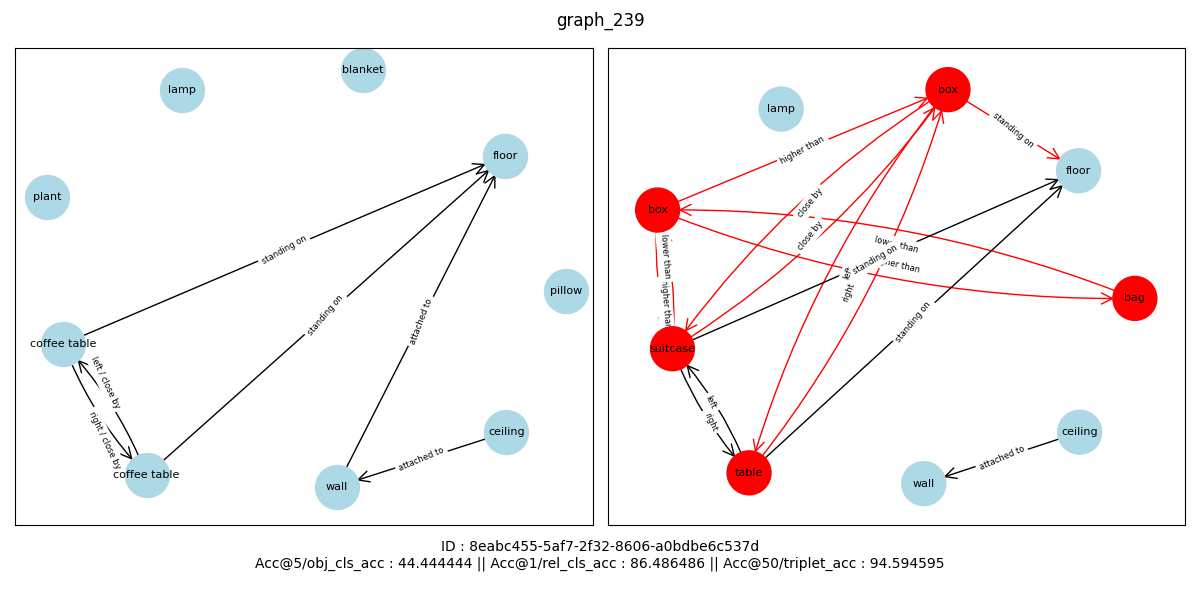 graph_239
lamp
blanket
floor
plant
pillow
coffee table
coffee table
wall
ceiling
standing on
standing on
attached to
attached to
left / close by
right / close by
lamp
box
floor
box
bag
suitcase
table
wall
ceiling
higher than
standing on
close by
close by
lower than
lower than
higher than
left
right
standing on
standing on
left
right
attached to
ID : 8eabc455-5af7-2f32-8606-a0bdbe6c537d
Acc@5/obj_cls_acc : 44.444444 || Acc@1/rel_cls_acc : 86.486486 || Acc@50/triplet_acc : 94.594595